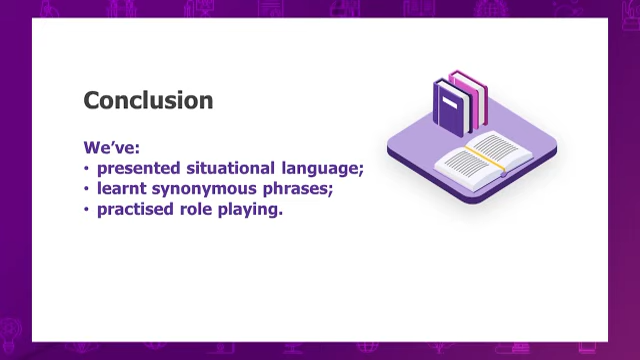 Conclusion
We’ve:
• presented situational language;
• learnt synonymous phrases;
• practised role playing.